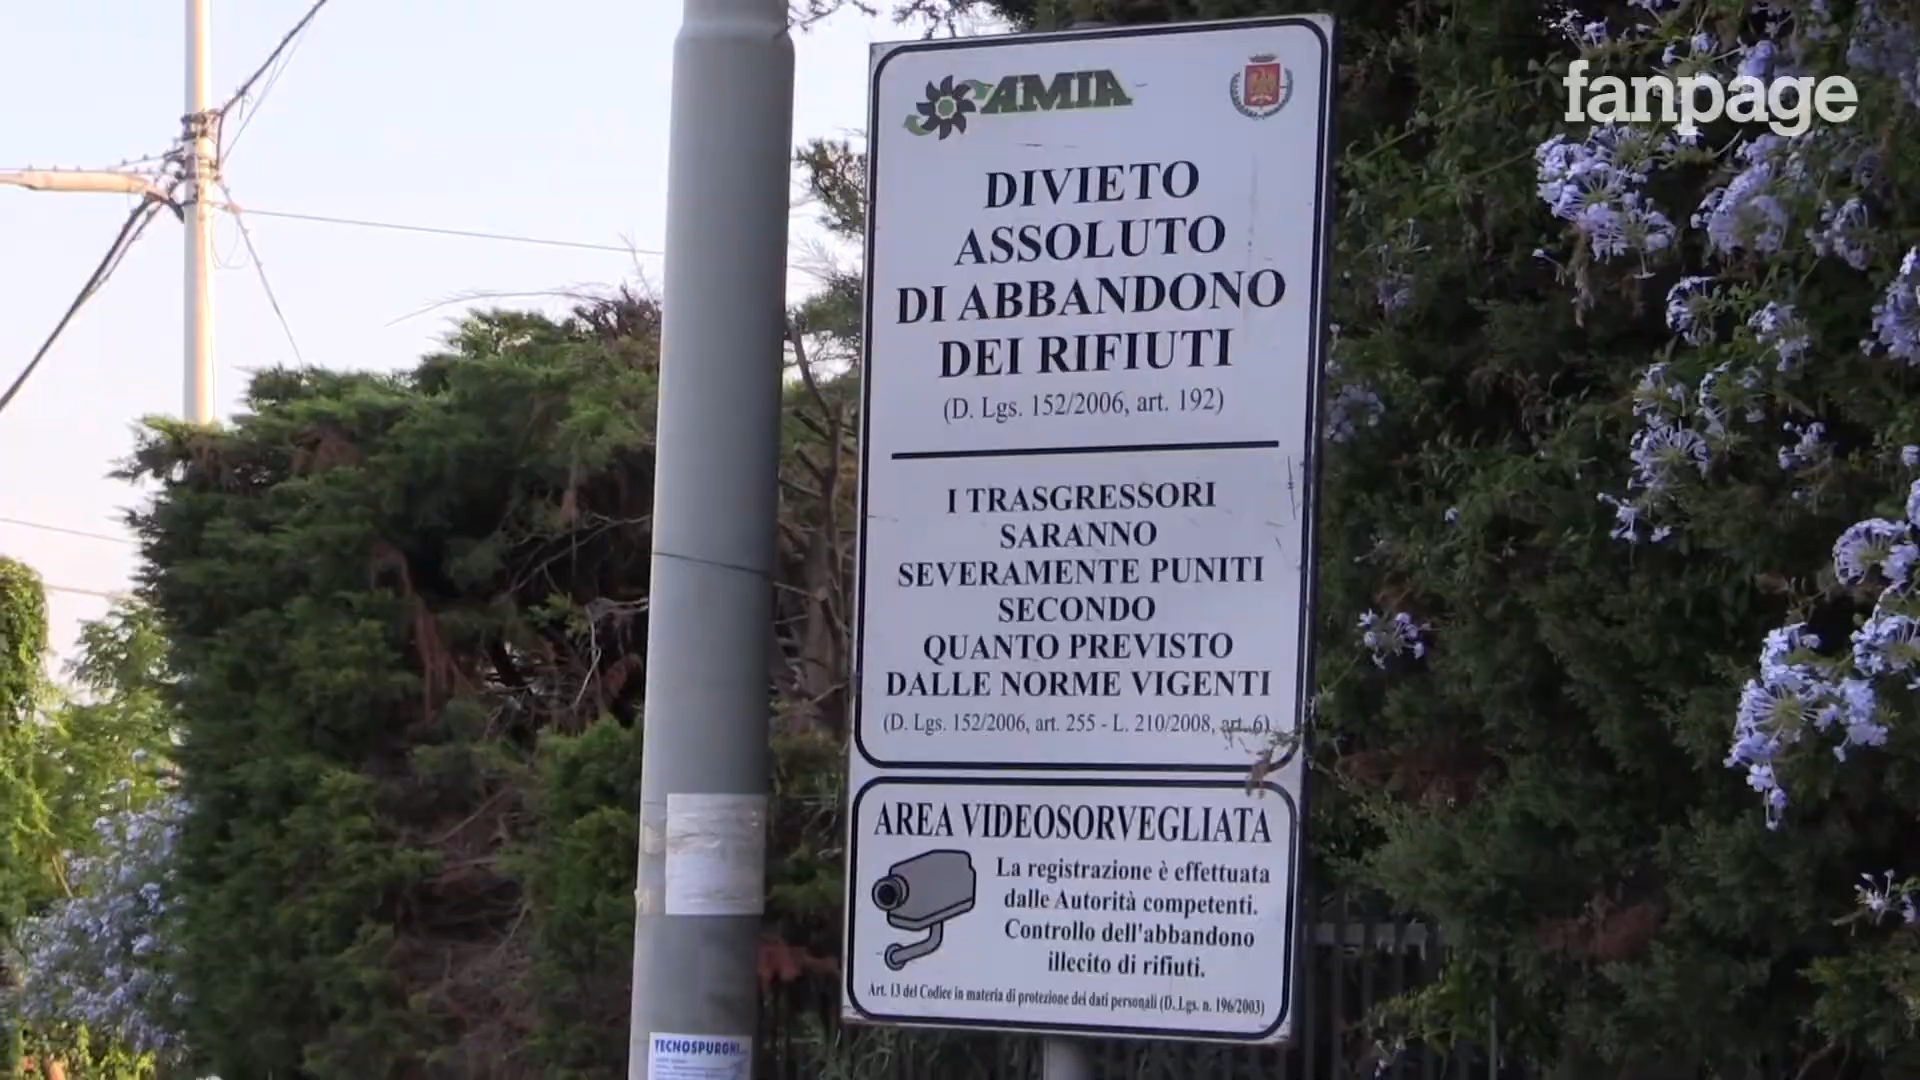 fanpage
AMIA
DIVIETO
ASSOLUTO
DI ABBANDONO
DEI RIFIUTI
(D. Lgs. 152/2006, art. 192)
I TRASGRESSORI
SARANNO
SEVERAMENTE PUNITI
SECONDO
QUANTO PREVISTO
DALLE NORME VIGENTI
(D. Lgs. 152/2006, art. 255 - L. 210/2008, art. 6)
AREA VIDEOSORVEGLIATA
La registrazione è effettuata
dalle Autorità competenti.
Controllo dell'abbandono
illecito di rifiuti.
Art. 13 del Codice in materia di protezione dei dati personali (D. Lgs. n. 196/2003)
TECNOSPURGHI